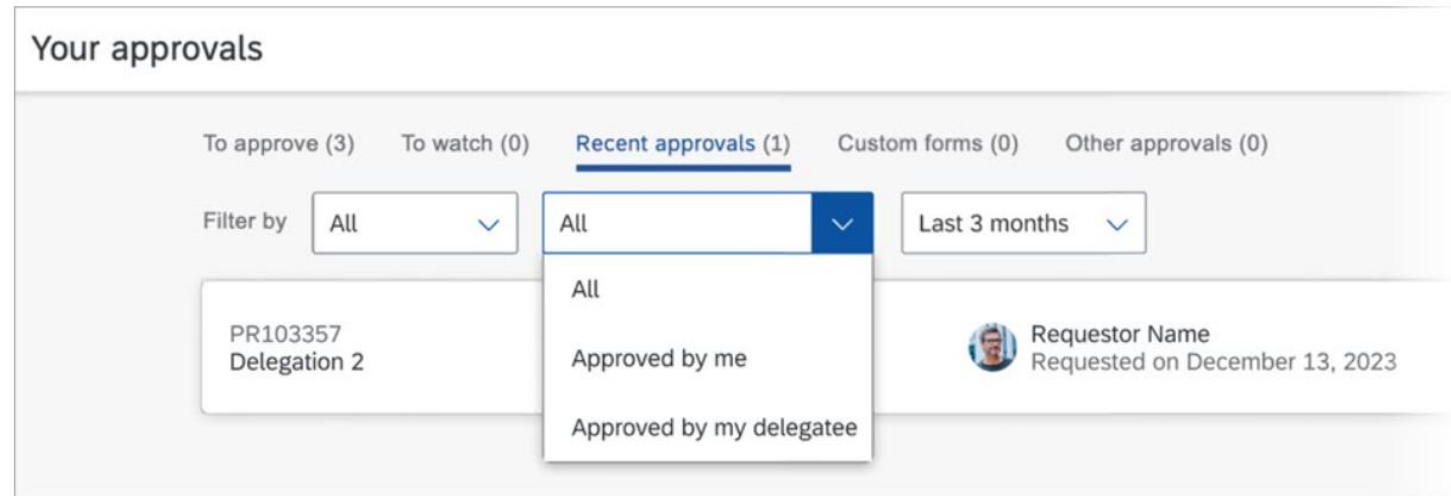 Your approvals
To approve (3) To watch (0) Recent approvals (1) Custom forms (0) Other approvals (0)
Filter by All All Last 3 months
All
Approved by me
Approved by my delegatee
PR103357
Delegation 2
Requestor Name
Requested on December 13, 2023